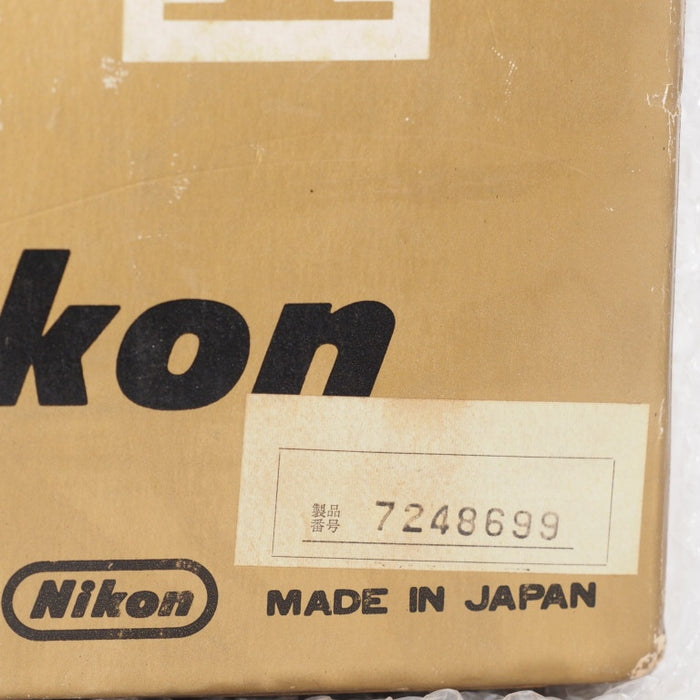 kon
製品
番号 7248699
Nikon
MADE IN JAPAN